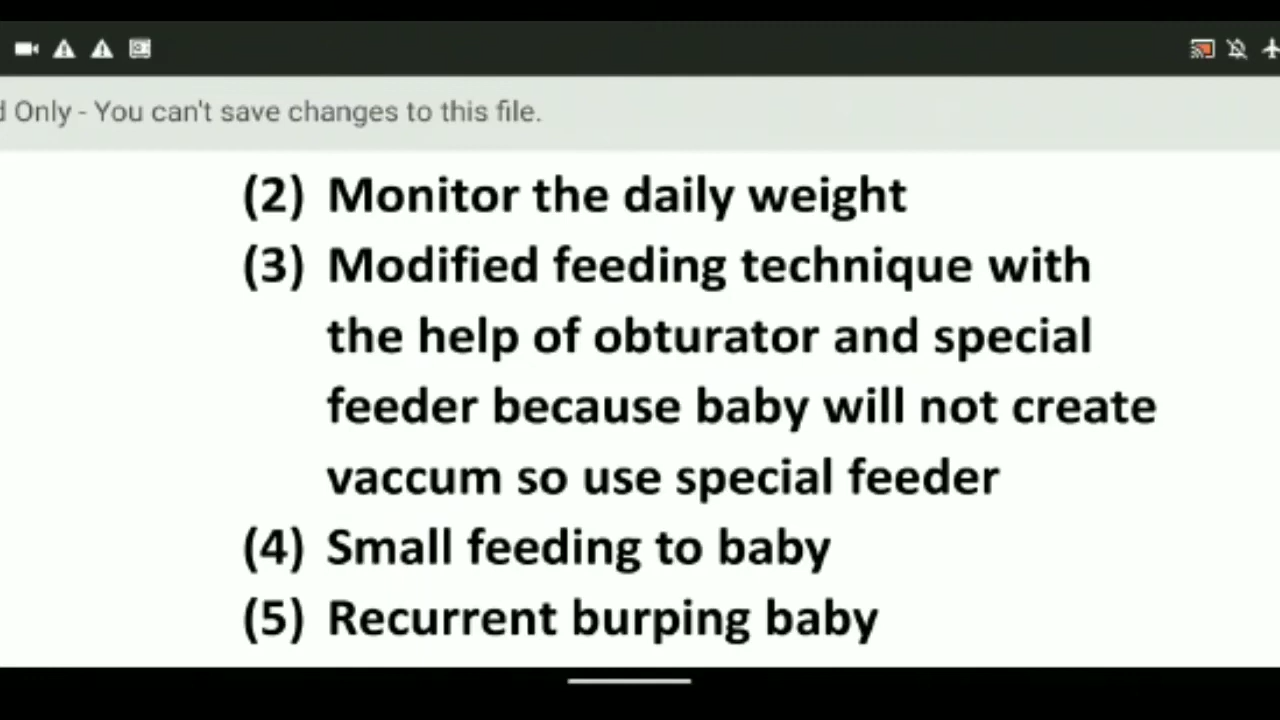 d Only - You can't save changes to this file.
(2) Monitor the daily weight
(3) Modified feeding technique with
the help of obturator and special
feeder because baby will not create
vaccum so use special feeder
(4) Small feeding to baby
(5) Recurrent burping baby